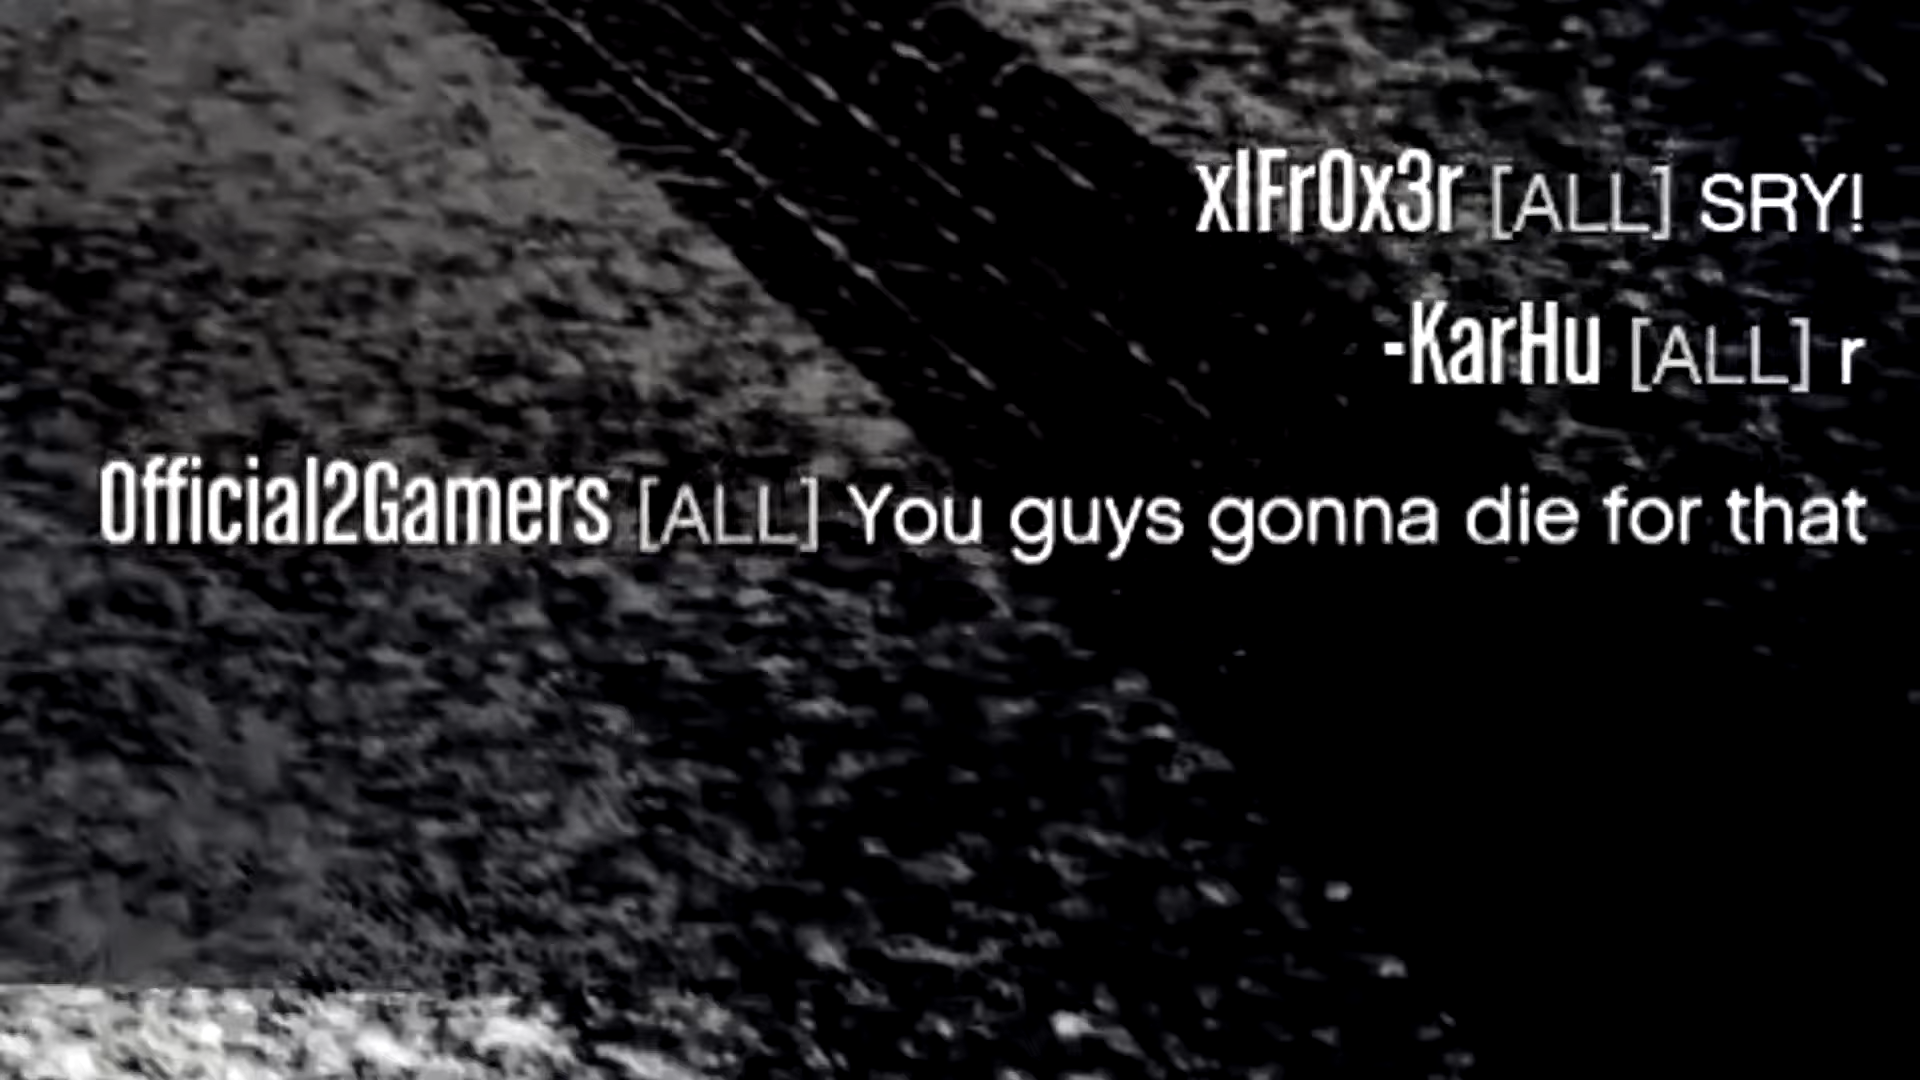 xIFr0x3r [ALL] SRY!
-KarHu [ALL] r
Official2Gamers [ALL] You guys gonna die for that